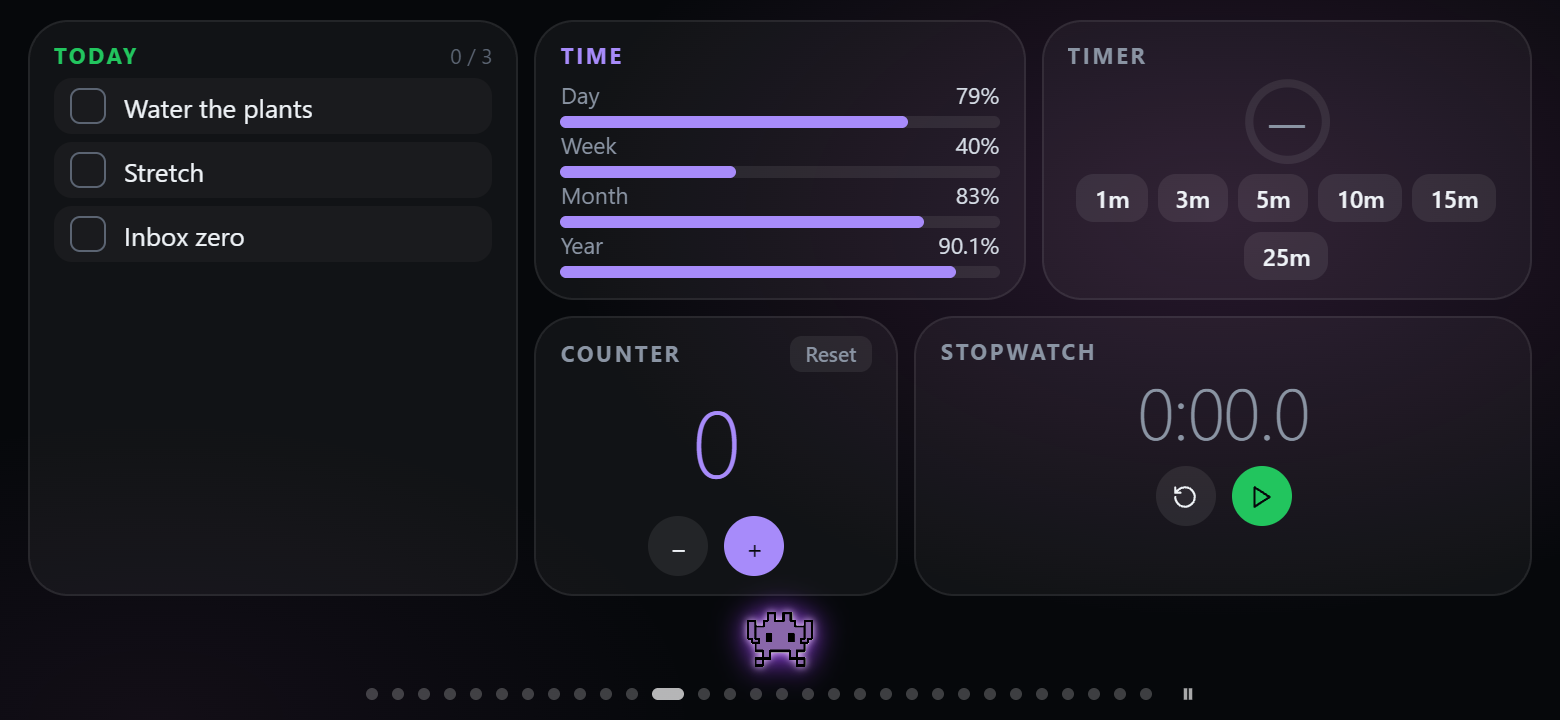 TODAY
0 / 3
Water the plants
Stretch
Inbox zero
TIME
Day 79%
Week 40%
Month 83%
Year 90.1%
TIMER
—
1m 3m 5m 10m 15m
25m
COUNTER
Reset
0
− +
STOPWATCH
0:00.0